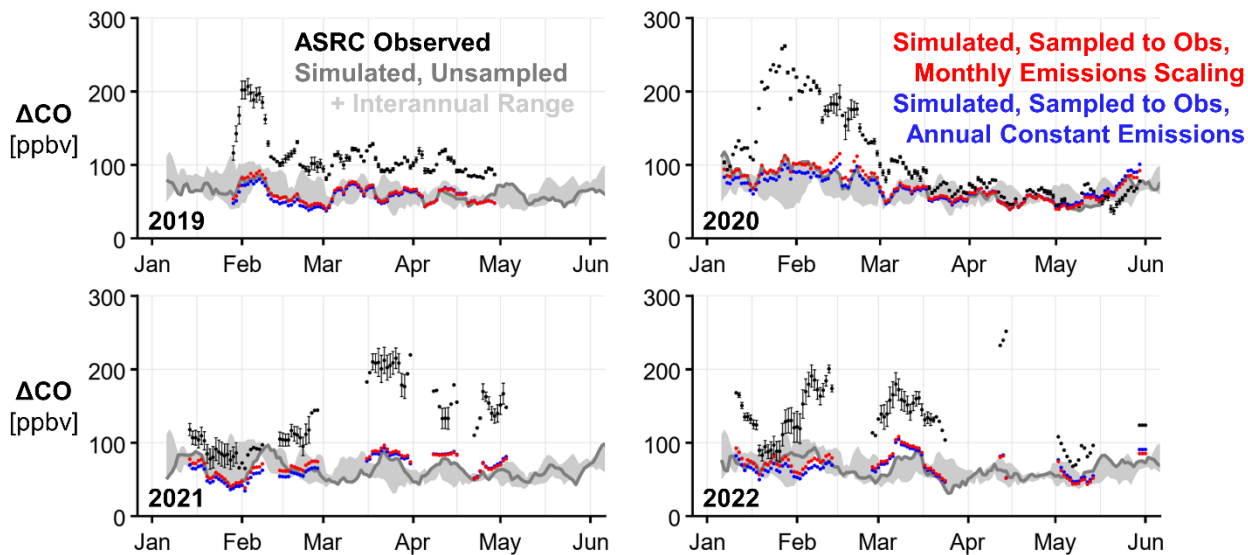 300
200
100
0
ΔCO
[ppbv]
ASRC Observed
Simulated, Unsampled
+ Interannual Range
2019
Jan Feb Mar Apr May Jun
300
200
100
0
Simulated, Sampled to Obs,
Monthly Emissions Scaling
Simulated, Sampled to Obs,
Annual Constant Emissions
2020
Jan Feb Mar Apr May Jun
300
200
100
0
ΔCO
[ppbv]
2021
Jan Feb Mar Apr May Jun
300
200
100
0
2022
Jan Feb Mar Apr May Jun